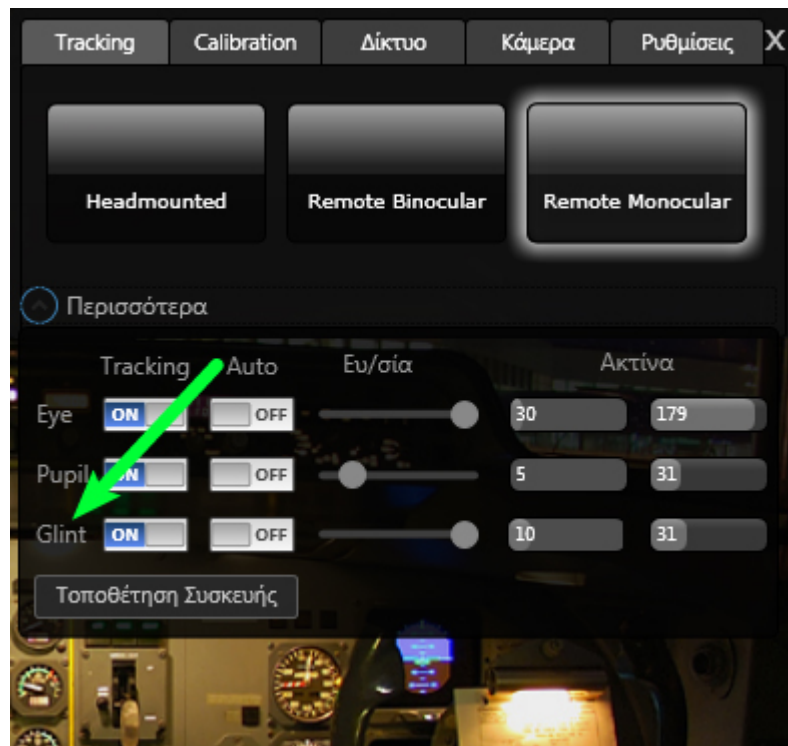 Tracking Calibration Δίκτυο Κάμερα Ρυθμίσεις X
Headmounted Remote Binocular Remote Monocular
Περισσότερα
Tracking Auto Ευ/σία Ακτίνα
Eye ON OFF 30 179
Pupil ON OFF 5 31
Glint ON OFF 10 31
Τοποθέτηση Συσκευής